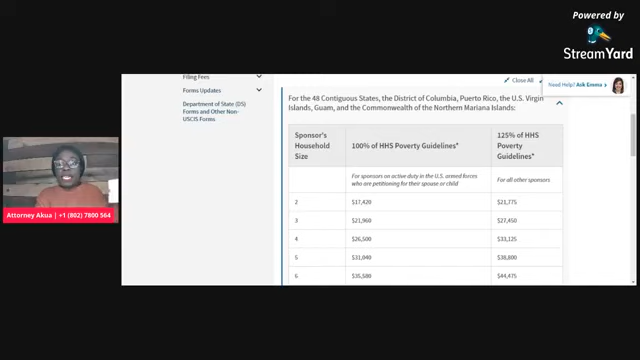 Powered by
StreamYard
Filing Fees
Forms Updates
Department of State (DS)
Forms and Other Non-
USCIS Forms
Close All
Need Help? Ask Emma
For the 48 Contiguous States, the District of Columbia, Puerto Rico, the U.S. Virgin
Islands, Guam, and the Commonwealth of the Northern Mariana Islands:
Sponsor's
Household
Size
100% of HHS Poverty Guidelines*
125% of HHS
Poverty
Guidelines*
For sponsors on active duty in the U.S. armed forces
who are petitioning for their spouse or child
For all other sponsors
2 $17,420 $21,775
3 $21,960 $27,450
4 $26,500 $33,125
5 $31,040 $38,800
6 $35,580 $44,475
Attorney Akua | +1 (802) 7800 564